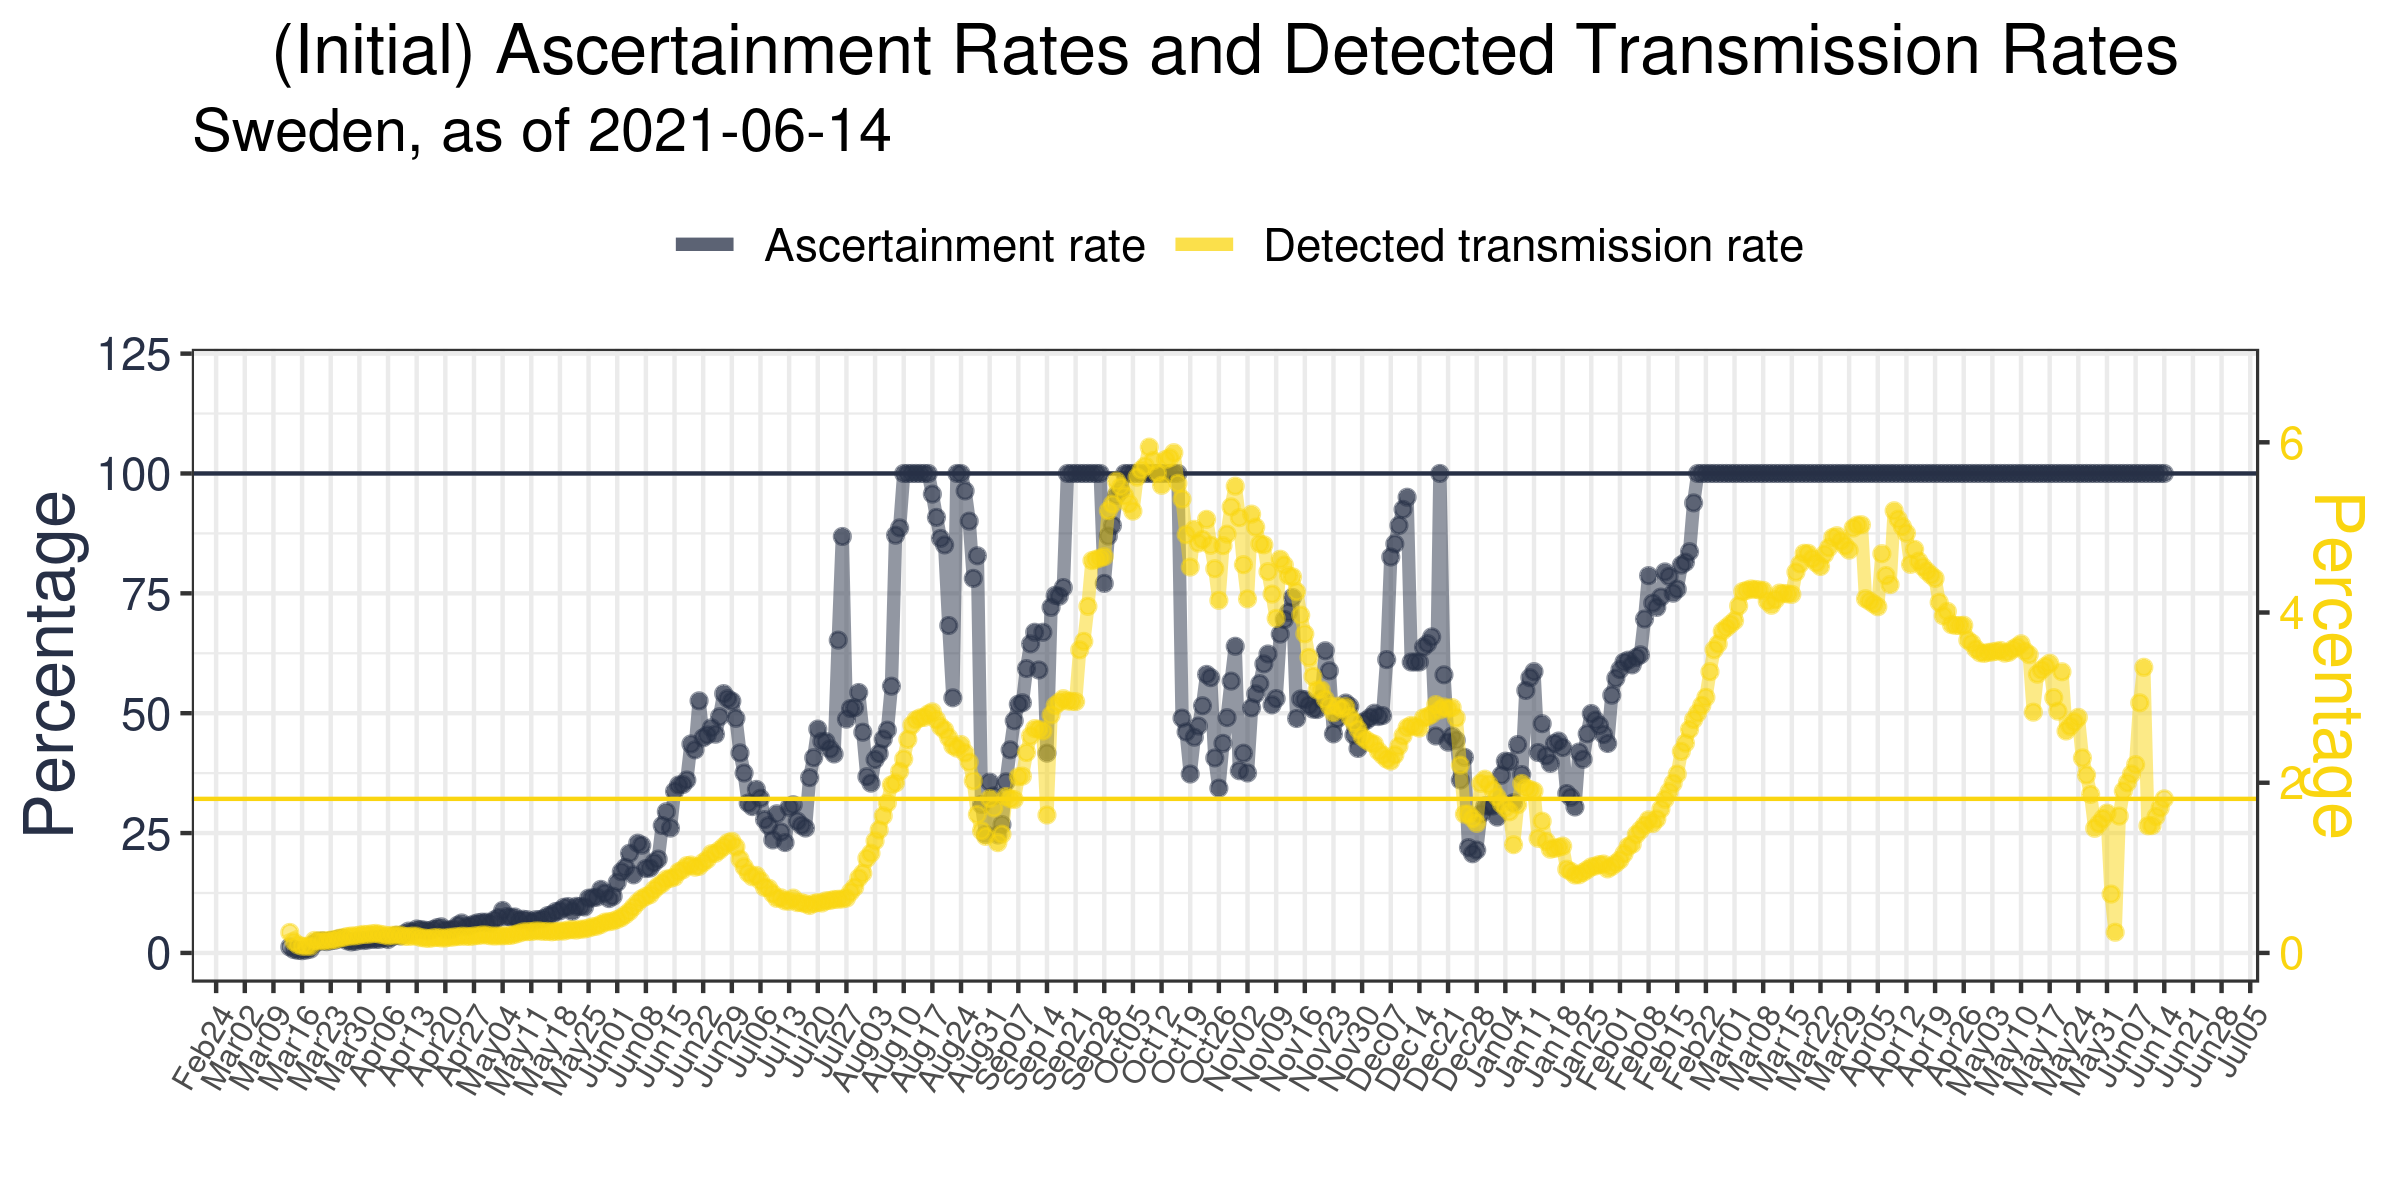 (Initial) Ascertainment Rates and Detected Transmission Rates
Sweden, as of 2021-06-14
Ascertainment rate
Detected transmission rate
Percentage
125
100
75
50
25
0
6
4
2
0
Percentage
Feb24
Mar02
Mar09
Mar16
Mar23
Mar30
Apr06
Apr13
Apr20
Apr27
May04
May11
May18
May25
Jun01
Jun08
Jun15
Jun22
Jun29
Jul06
Jul13
Jul20
Jul27
Aug03
Aug10
Aug17
Aug24
Aug31
Sep07
Sep14
Sep21
Sep28
Oct05
Oct12
Oct19
Oct26
Nov02
Nov09
Nov16
Nov23
Nov30
Dec07
Dec14
Dec21
Dec28
Jan04
Jan11
Jan18
Jan25
Feb01
Feb08
Feb15
Feb22
Mar01
Mar08
Mar15
Mar22
Mar29
Apr05
Apr12
Apr19
Apr26
May03
May10
May17
May24
May31
Jun07
Jun14
Jun21
Jun28
Jul05